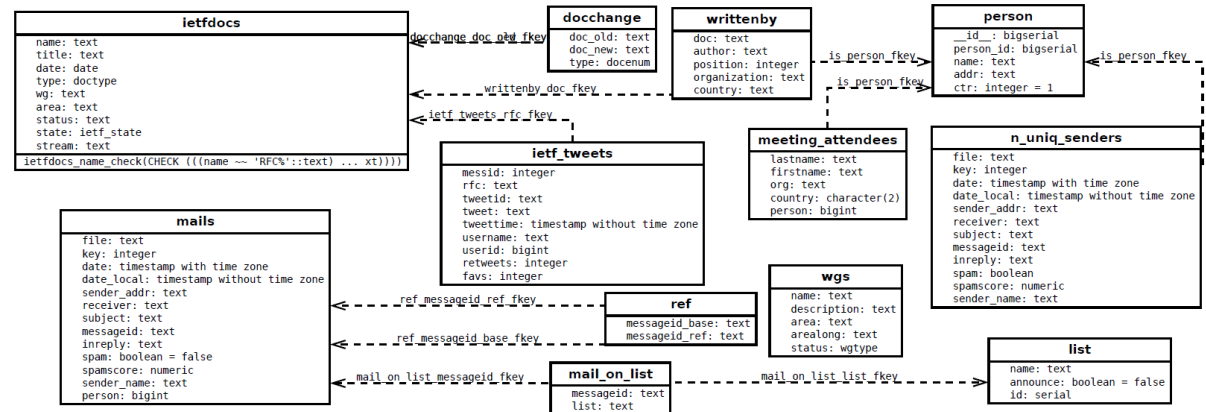 ietfdocs
name: text
title: text
date: date
type: doctype
wg: text
area: text
status: text
state: ietf_state
stream: text
ietfdocs_name_check(CHECK (((name ~~ 'RFC%'::text) ... xt))))
docchange_doc_old_fkey
docchange
doc_old: text
doc_new: text
type: docenum
writtenby
doc: text
author: text
position: integer
organization: text
country: text
is_person_fkey
is_person_fkey
person
__id__: bigserial
person_id: bigserial
name: text
addr: text
ctr: integer = 1
is_person_fkey
writtenby_doc_fkey
ietf_tweets_rfc_fkey
ietf_tweets
messid: integer
rfc: text
tweetid: text
tweet: text
tweettime: timestamp without time zone
username: text
userid: bigint
retweets: integer
favs: integer
meeting_attendees
lastname: text
firstname: text
org: text
country: character(2)
person: bigint
n_uniq_senders
file: text
key: integer
date: timestamp with time zone
date_local: timestamp without time zone
sender_addr: text
receiver: text
subject: text
messageid: text
inreply: text
spam: boolean
spamscore: numeric
sender_name: text
mails
file: text
key: integer
date: timestamp with time zone
date_local: timestamp without time zone
sender_addr: text
receiver: text
subject: text
messageid: text
inreply: text
spam: boolean = false
spamscore: numeric
sender_name: text
person: bigint
ref_messageid_ref_fkey
ref_messageid_base_fkey
ref
messageid_base: text
messageid_ref: text
wgs
name: text
description: text
area: text
arealong: text
status: wgtype
mail_on_list_messageid_fkey
mail_on_list
messageid: text
list: text
mail_on_list_list_fkey
list
name: text
announce: boolean = false
id: serial